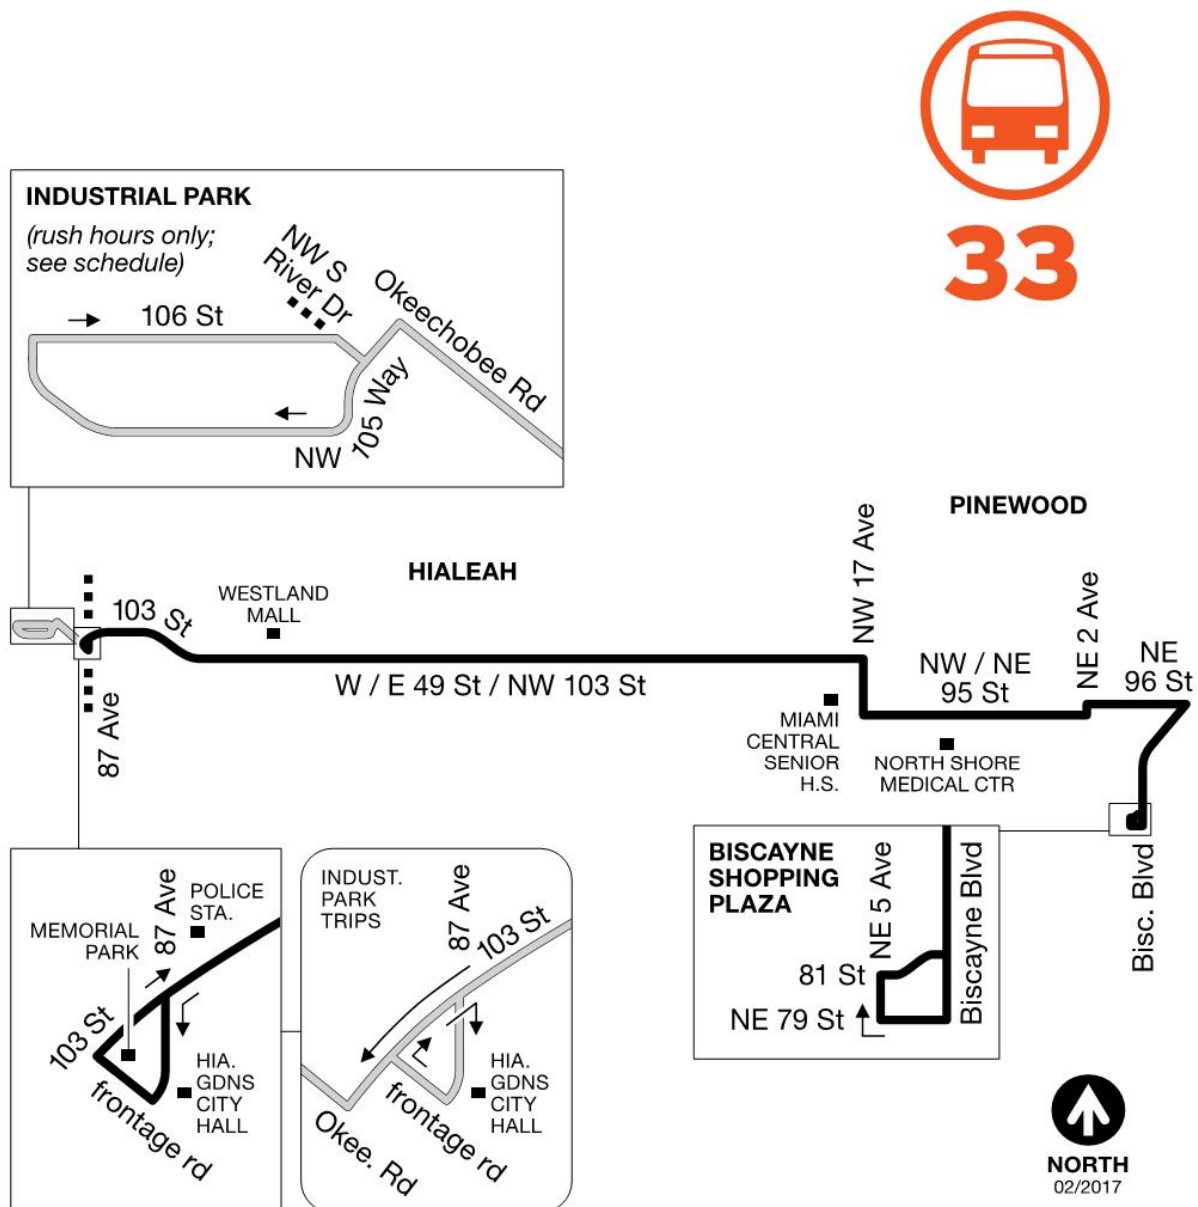 33
INDUSTRIAL PARK
(rush hours only;
see schedule)
NW S
River Dr
Okeechobee Rd
106 St
105 Way
NW
PINEWOOD
HIALEAH
NW 17 Ave
NE 2 Ave
WESTLAND
MALL
103 St
NW / NE
95 St
NE
96 St
W / E 49 St / NW 103 St
87 Ave
MIAMI
CENTRAL
SENIOR
H.S.
NORTH SHORE
MEDICAL CTR
Bisc. Blvd
BISCAYNE
SHOPPING
PLAZA
NE 5 Ave
Biscayne Blvd
81 St
NE 79 St
87 Ave
POLICE
STA.
MEMORIAL
PARK
103 St
frontage rd
HIA.
GDNS
CITY
HALL
INDUST.
PARK
TRIPS
87 Ave
103 St
Okee. Rd
frontage rd
HIA.
GDNS
CITY
HALL
NORTH
02/2017